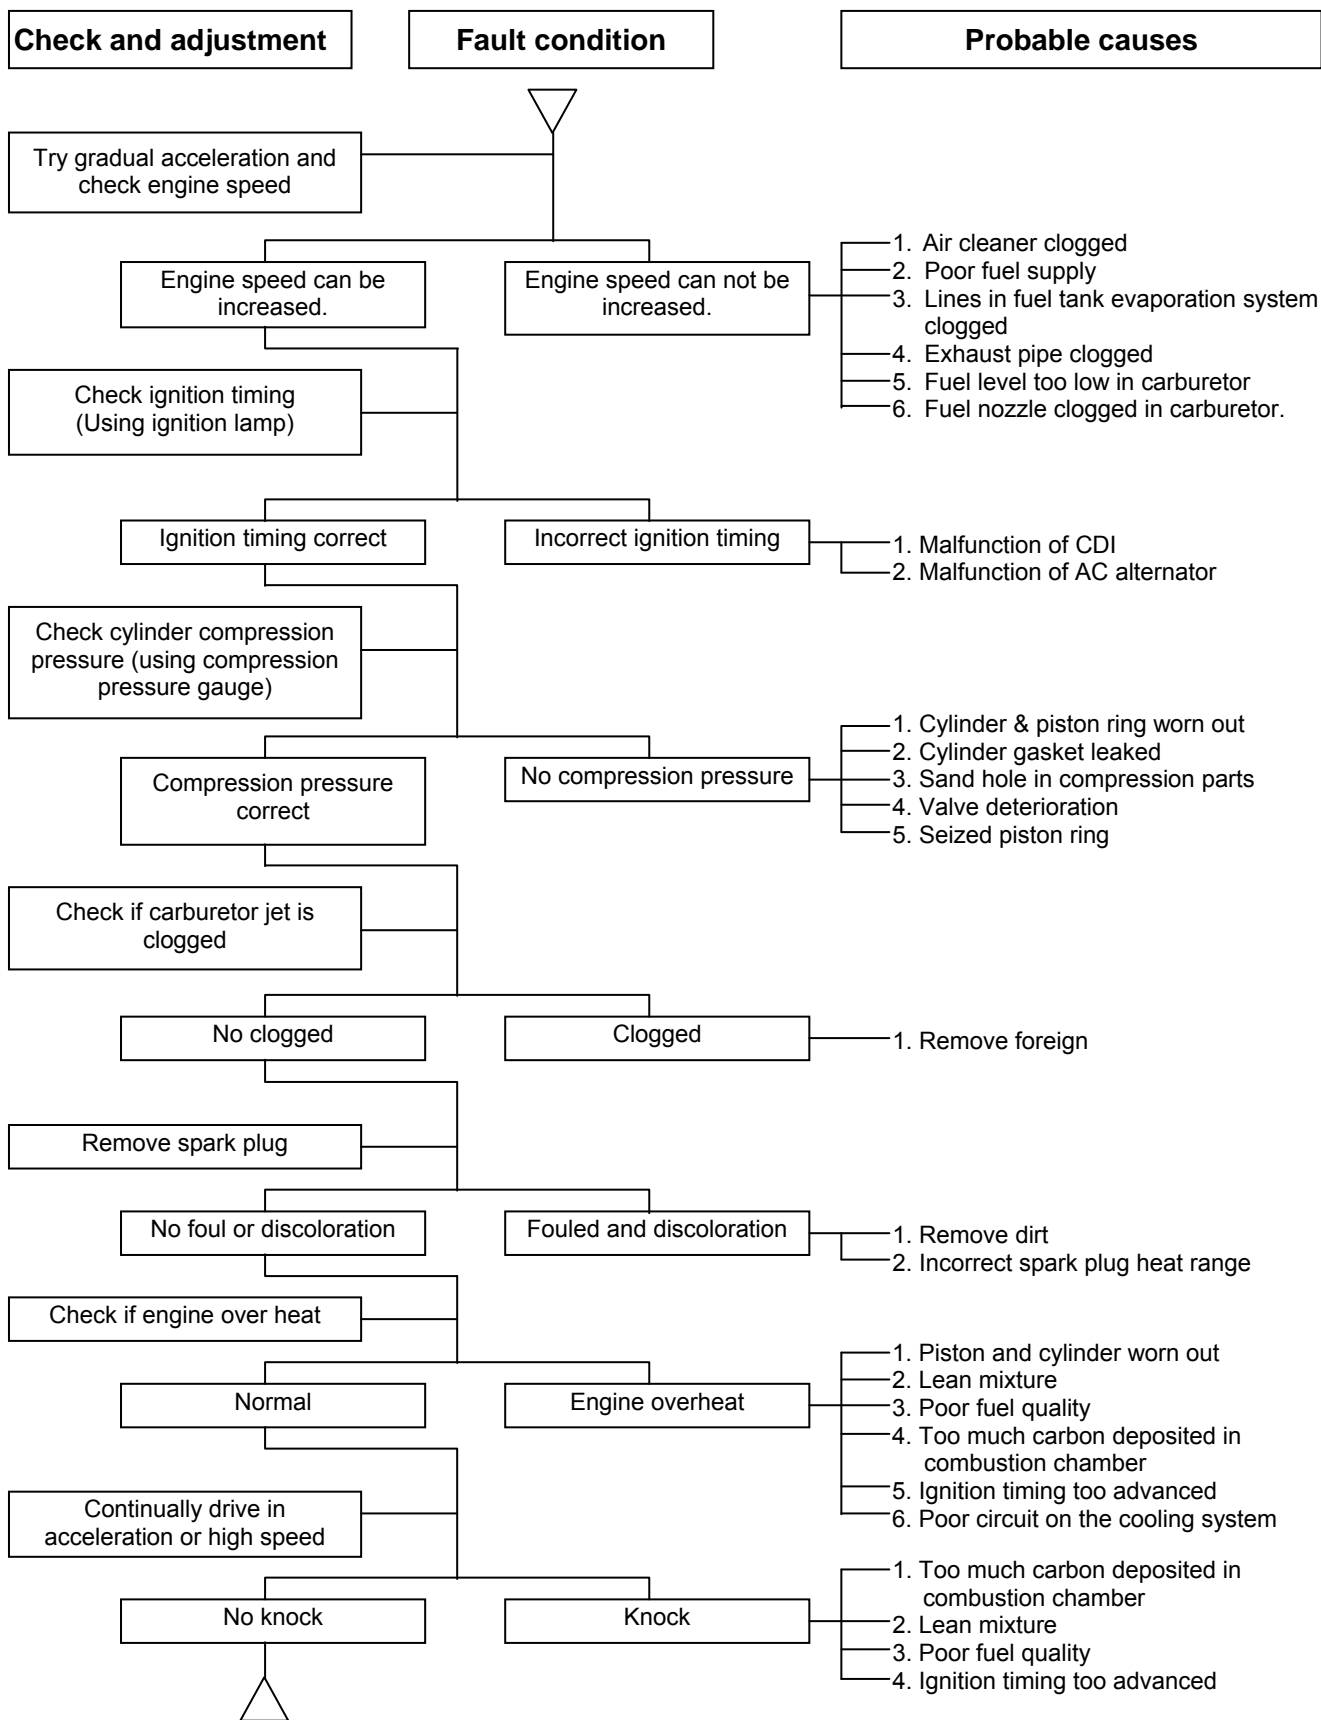 Check and adjustment
Fault condition
Probable causes
Try gradual acceleration and
check engine speed
Engine speed can be
increased.
Engine speed can not be
increased.
1. Air cleaner clogged
2. Poor fuel supply
3. Lines in fuel tank evaporation system
clogged
4. Exhaust pipe clogged
5. Fuel level too low in carburetor
6. Fuel nozzle clogged in carburetor.
Check ignition timing
(Using ignition lamp)
Ignition timing correct
Incorrect ignition timing
1. Malfunction of CDI
2. Malfunction of AC alternator
Check cylinder compression
pressure (using compression
pressure gauge)
Compression pressure
correct
No compression pressure
1. Cylinder & piston ring worn out
2. Cylinder gasket leaked
3. Sand hole in compression parts
4. Valve deterioration
5. Seized piston ring
Check if carburetor jet is
clogged
No clogged
Clogged
1. Remove foreign
Remove spark plug
No foul or discoloration
Fouled and discoloration
1. Remove dirt
2. Incorrect spark plug heat range
Check if engine over heat
Normal
Engine overheat
1. Piston and cylinder worn out
2. Lean mixture
3. Poor fuel quality
4. Too much carbon deposited in
combustion chamber
5. Ignition timing too advanced
6. Poor circuit on the cooling system
Continually drive in
acceleration or high speed
No knock
Knock
1. Too much carbon deposited in
combustion chamber
2. Lean mixture
3. Poor fuel quality
4. Ignition timing too advanced